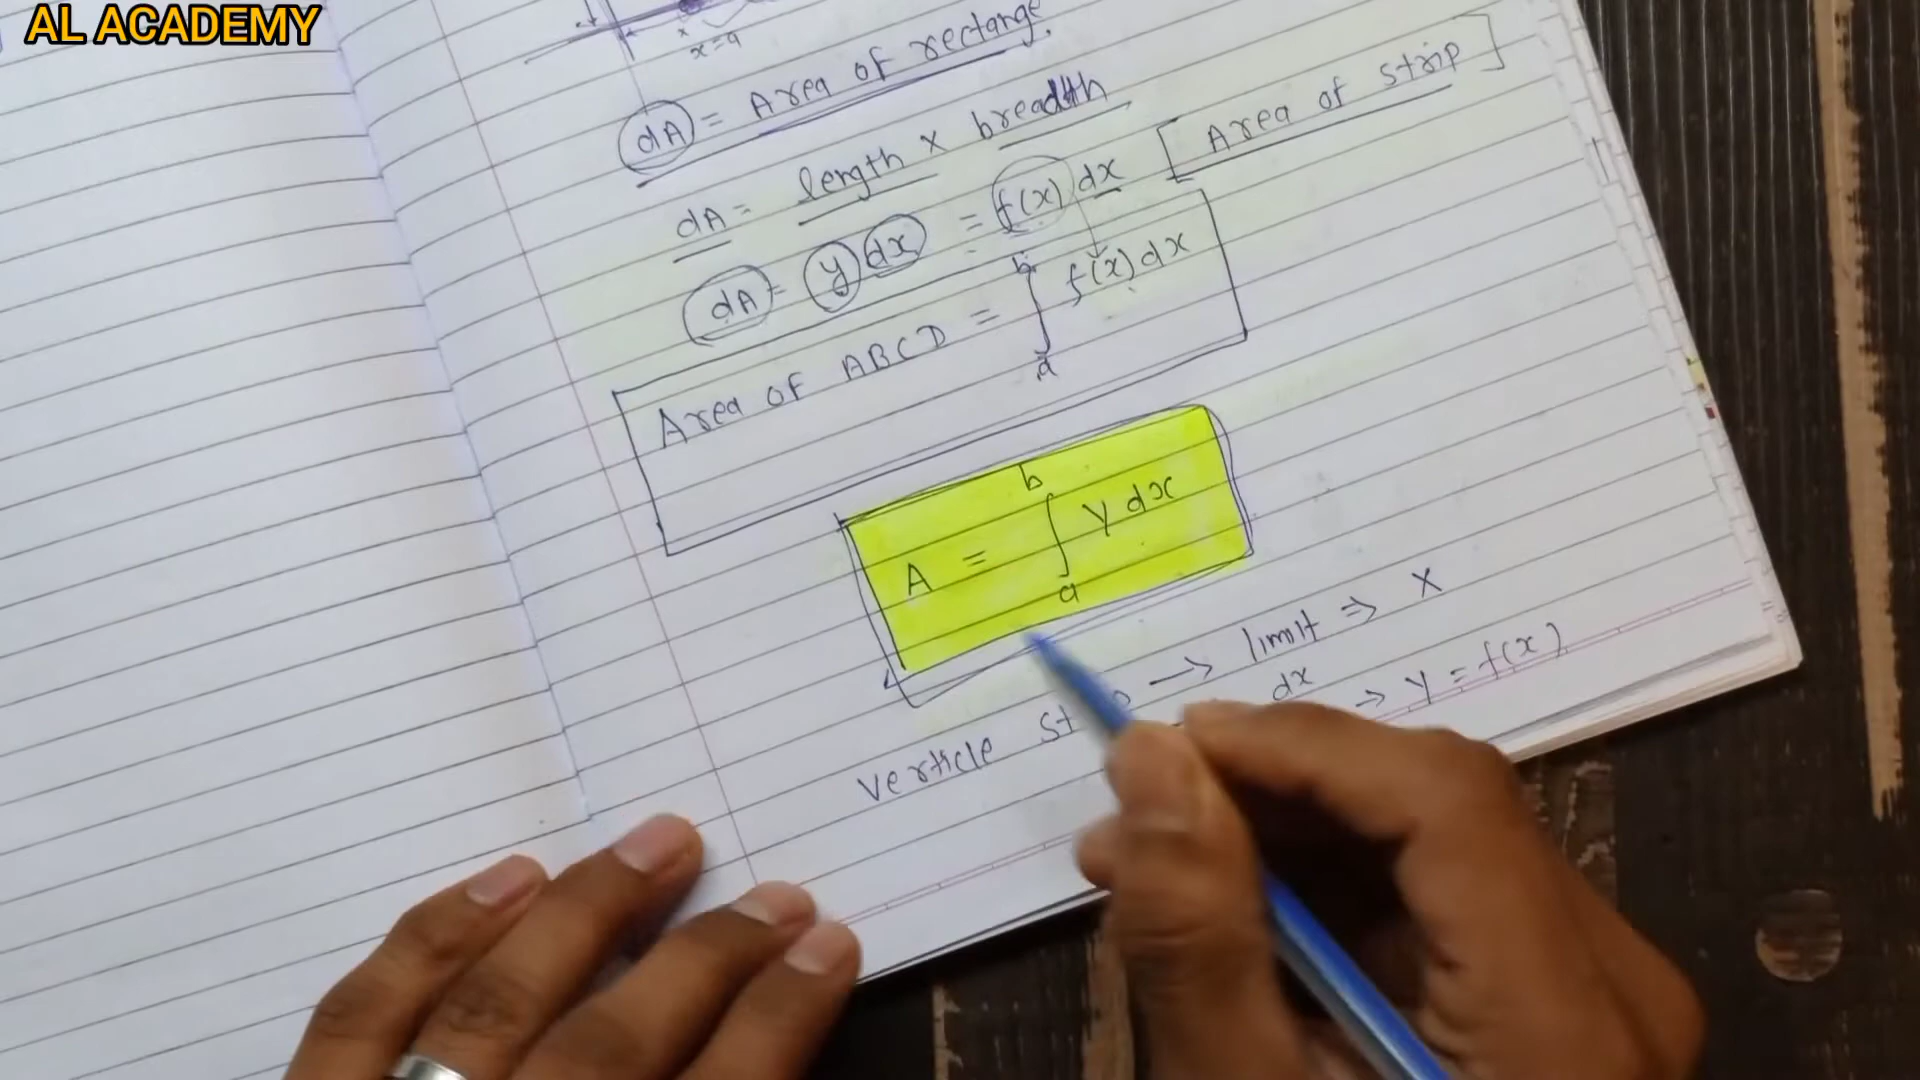 AL ACADEMY
x
x=a
dA = Area of rectange.
dA = length x breadth
dA = y dx = f(x) dx [Area of strip]
Area of ABCD = ∫ₐᵇ f(x) dx
A = ∫ₐᵇ y dx
Verticle → limit ⇒ x
dx → y = f(x)